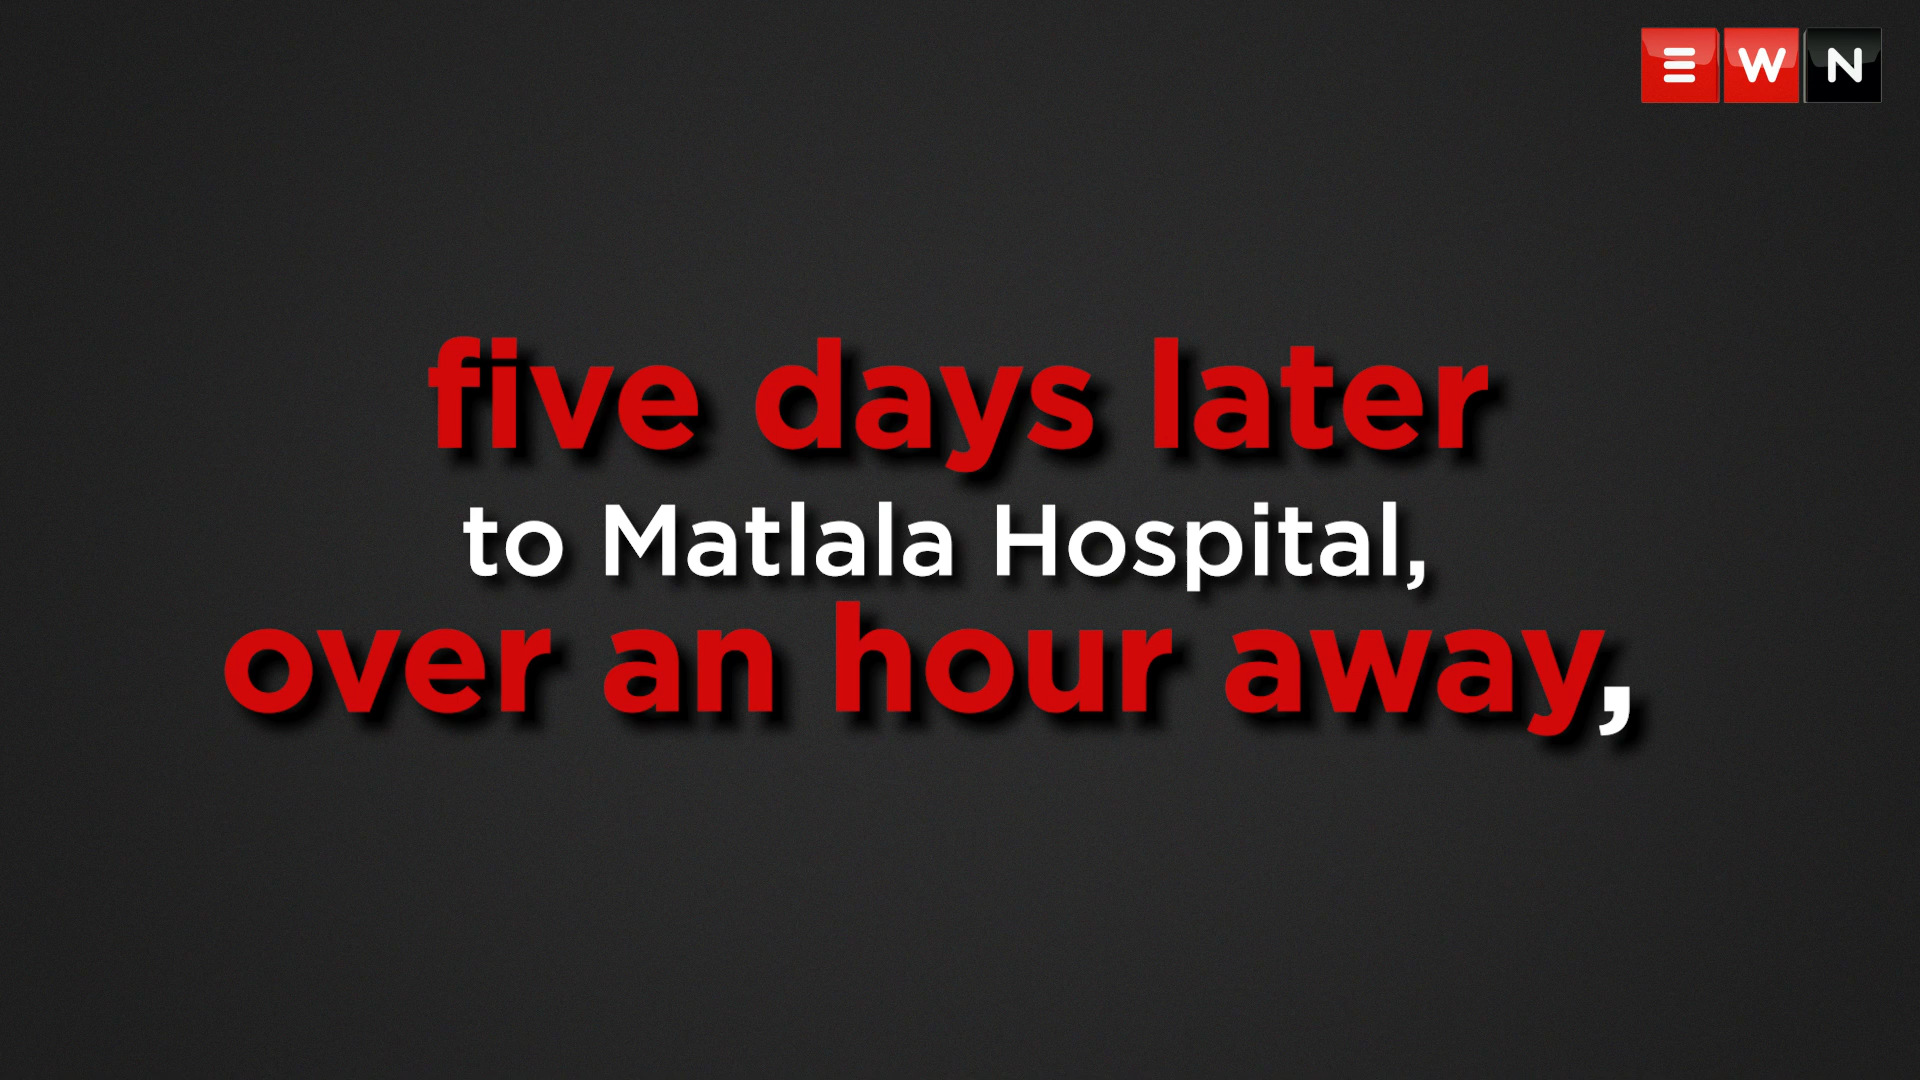 EWN
five days later
to Matlala Hospital,
over an hour away,